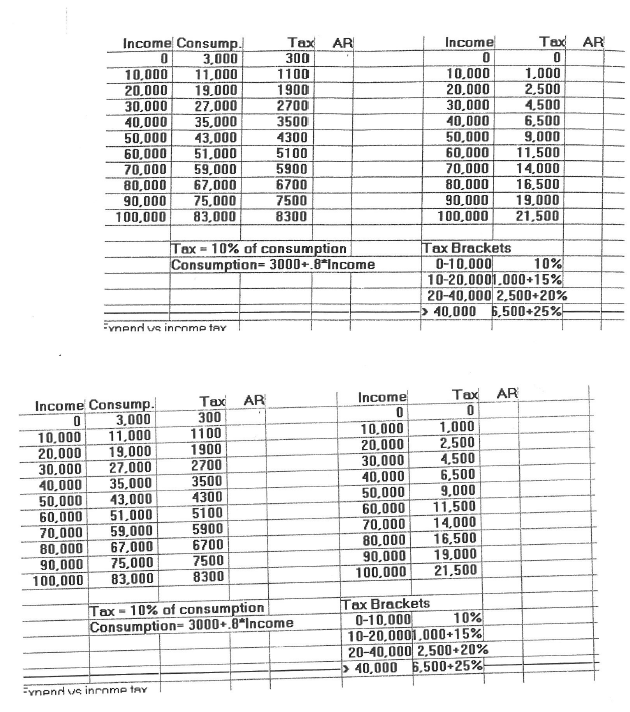 Income Consump. Tax AR Income Tax AR
0 3,000 300 0 0
10,000 11,000 1100 10,000 1,000
20,000 19,000 1900 20,000 2,500
30,000 27,000 2700 30,000 4,500
40,000 35,000 3500 40,000 6,500
50,000 43,000 4300 50,000 9,000
60,000 51,000 5100 60,000 11,500
70,000 59,000 5900 70,000 14,000
80,000 67,000 6700 80,000 16,500
90,000 75,000 7500 90,000 19,000
100,000 83,000 8300 100,000 21,500
Tax = 10% of consumption Tax Brackets
Consumption= 3000+.8*Income 0-10,000 10%
10-20,000 1,000+15%
20-40,000 2,500+20%
> 40,000 6,500+25%
Expend vs income tax
Income Consump. Tax AR Income Tax AR
0 3,000 300 0 0
10,000 11,000 1100 10,000 1,000
20,000 19,000 1900 20,000 2,500
30,000 27,000 2700 30,000 4,500
40,000 35,000 3500 40,000 6,500
50,000 43,000 4300 50,000 9,000
60,000 51,000 5100 60,000 11,500
70,000 59,000 5900 70,000 14,000
80,000 67,000 6700 80,000 16,500
90,000 75,000 7500 90,000 19,000
100,000 83,000 8300 100,000 21,500
Tax = 10% of consumption Tax Brackets
Consumption= 3000+.8*Income 0-10,000 10%
10-20,000 1,000+15%
20-40,000 2,500+20%
> 40,000 6,500+25%
Expend vs income tax